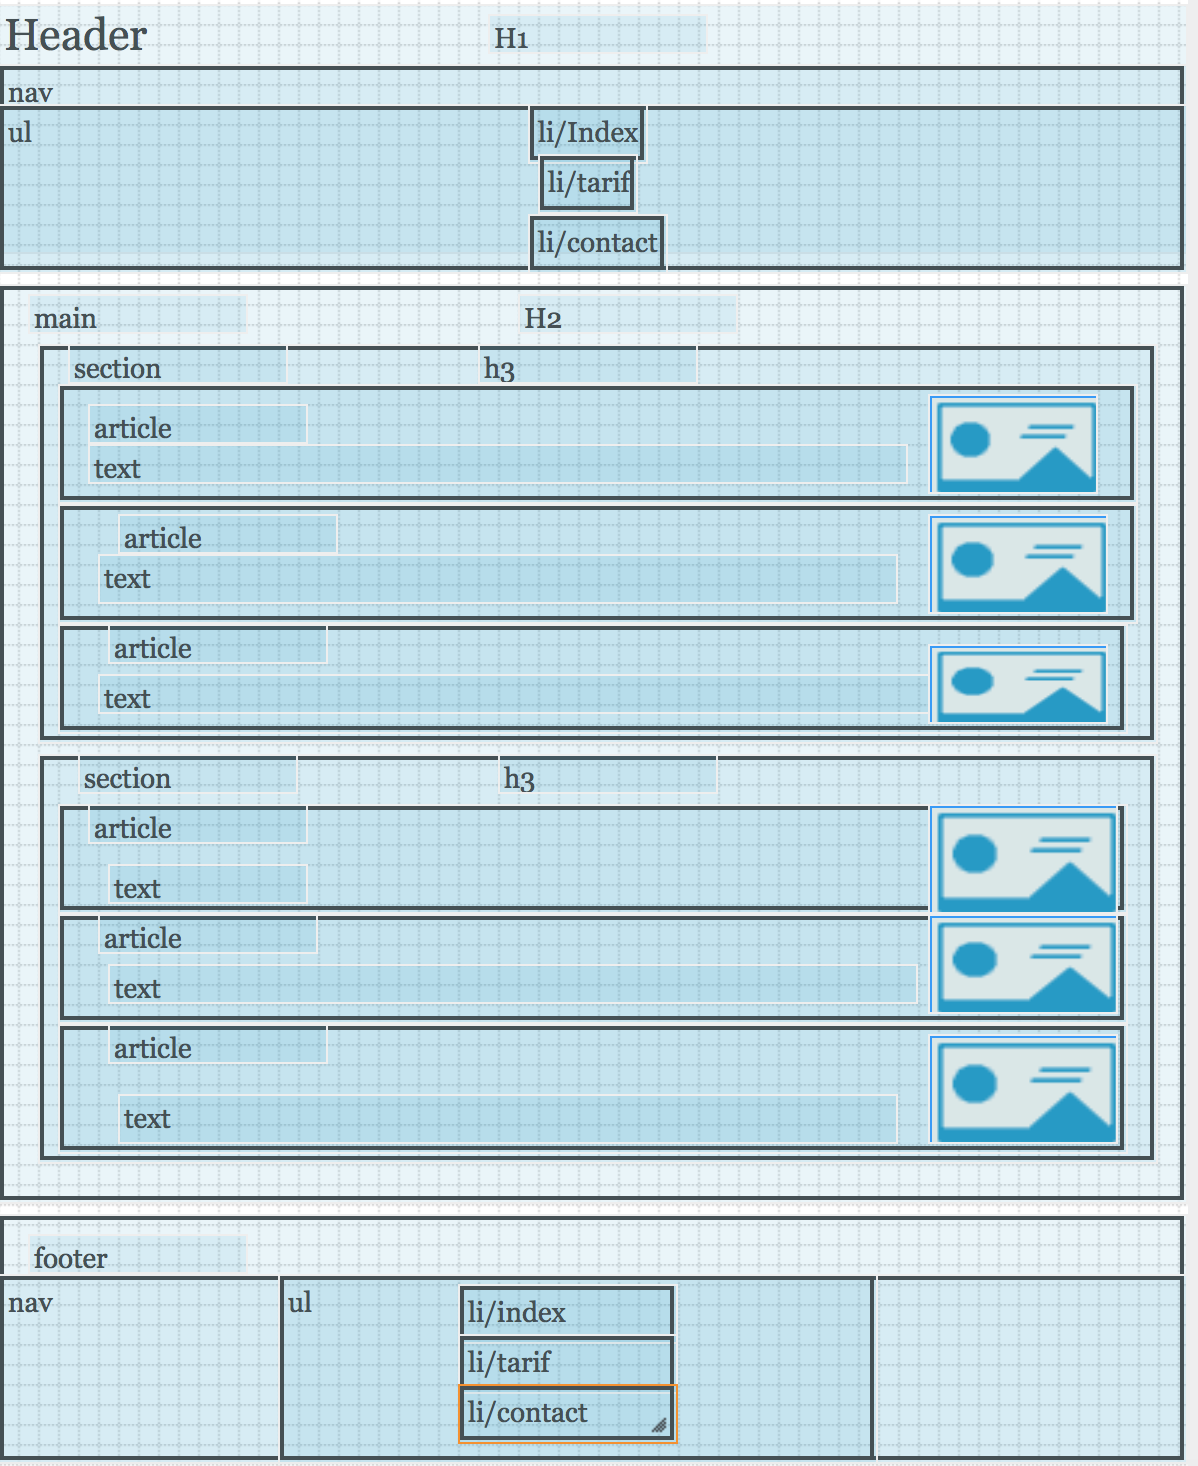 Header H1
nav
ul li/Index
li/tarif
li/contact
main H2
section h3
article
text
article
text
article
text
section h3
article
text
article
text
article
text
footer
nav ul
li/index
li/tarif
li/contact